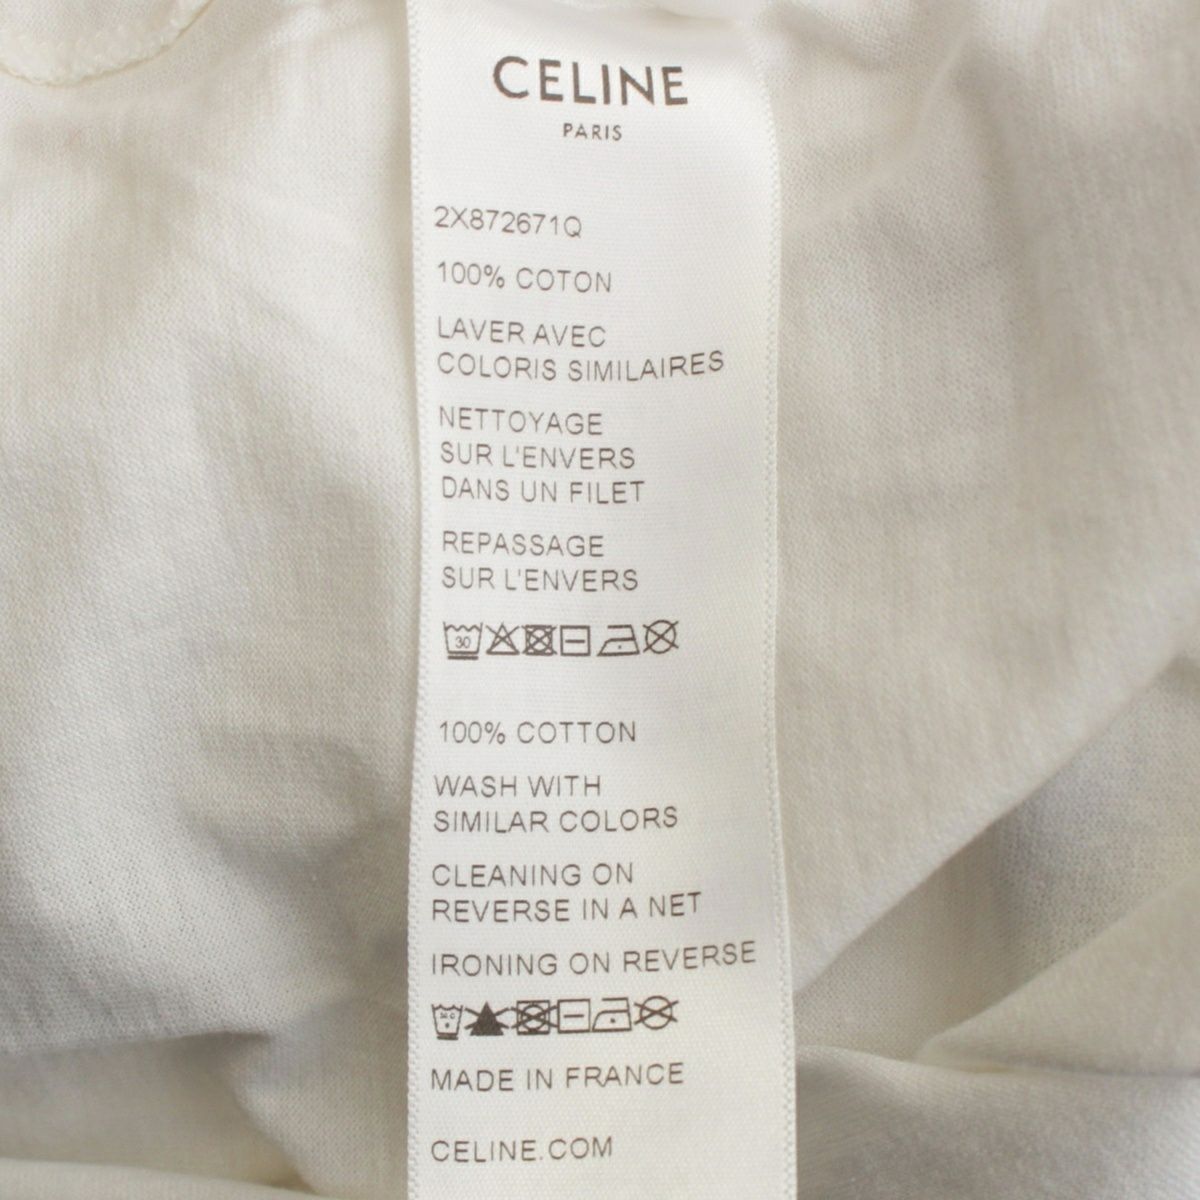 CELINE
PARIS
2X872671Q
100% COTON
LAVER AVEC
COLORIS SIMILAIRES
NETTOYAGE
SUR L'ENVERS
DANS UN FILET
REPASSAGE
SUR L'ENVERS
30
100% COTTON
WASH WITH
SIMILAR COLORS
CLEANING ON
REVERSE IN A NET
IRONING ON REVERSE
MADE IN FRANCE
CELINE.COM